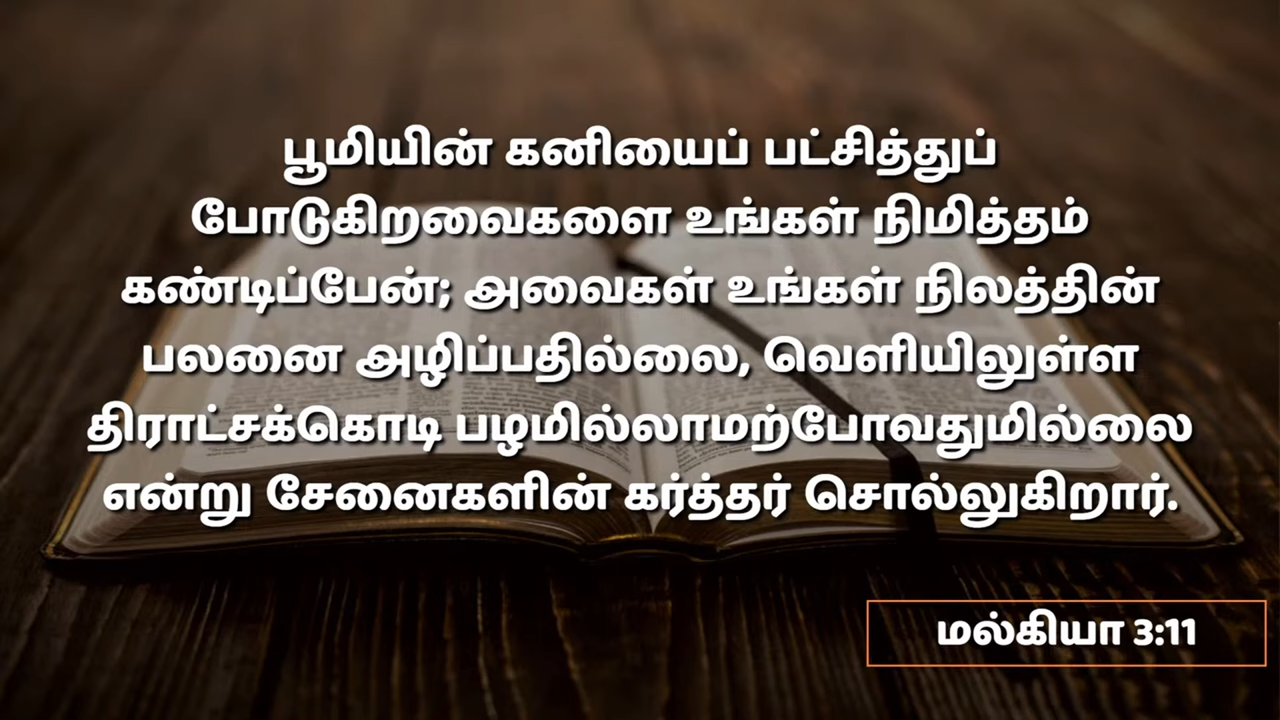 பூமியின் கனியைப் பட்சித்துப்
போடுகிறவைகளை உங்கள் நிமித்தம்
கண்டிப்பேன்; அவைகள் உங்கள் நிலத்தின்
பலனை அழிப்பதில்லை, வெளியிலுள்ள
திராட்சக்கொடி பழமில்லாமற்போவதுமில்லை
என்று சேனைகளின் கர்த்தர் சொல்லுகிறார்.
மல்கியா 3:11